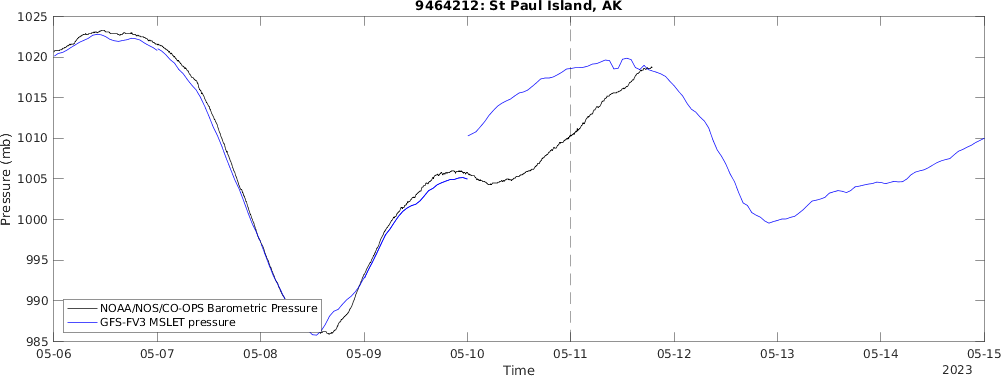 9464212: St Paul Island, AK
1025
1020
1015
1010
1005
1000
995
990
985
Pressure (mb)
NOAA/NOS/CO-OPS Barometric Pressure
GFS-FV3 MSLET pressure
05-06 05-07 05-08 05-09 05-10 05-11 05-12 05-13 05-14 05-15
Time
2023